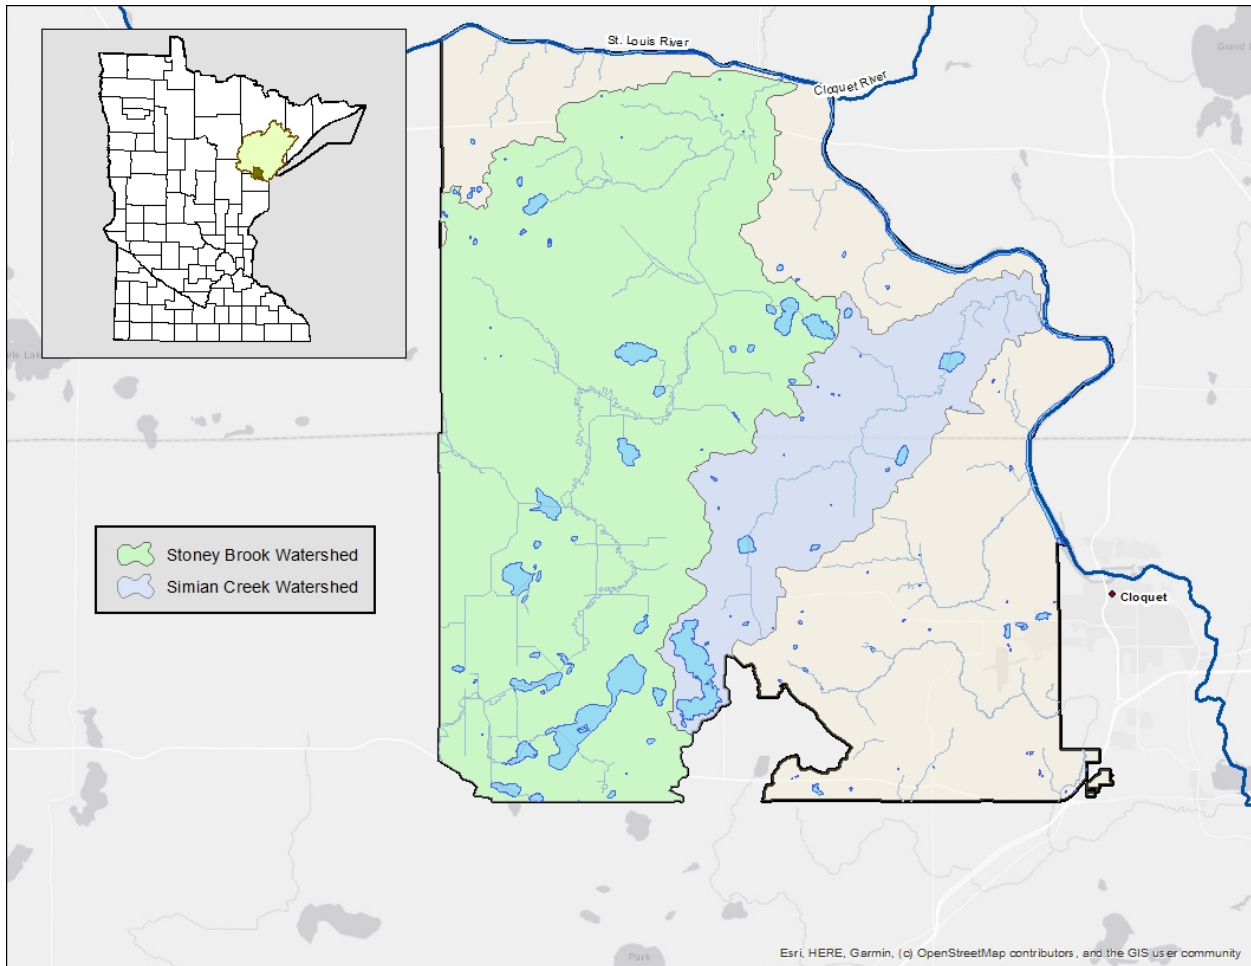 St. Louis River
Cloquet River
Stoney Brook Watershed
Simian Creek Watershed
Cloquet
Park
Esri, HERE, Garmin, (c) OpenStreetMap contributors, and the GIS user community